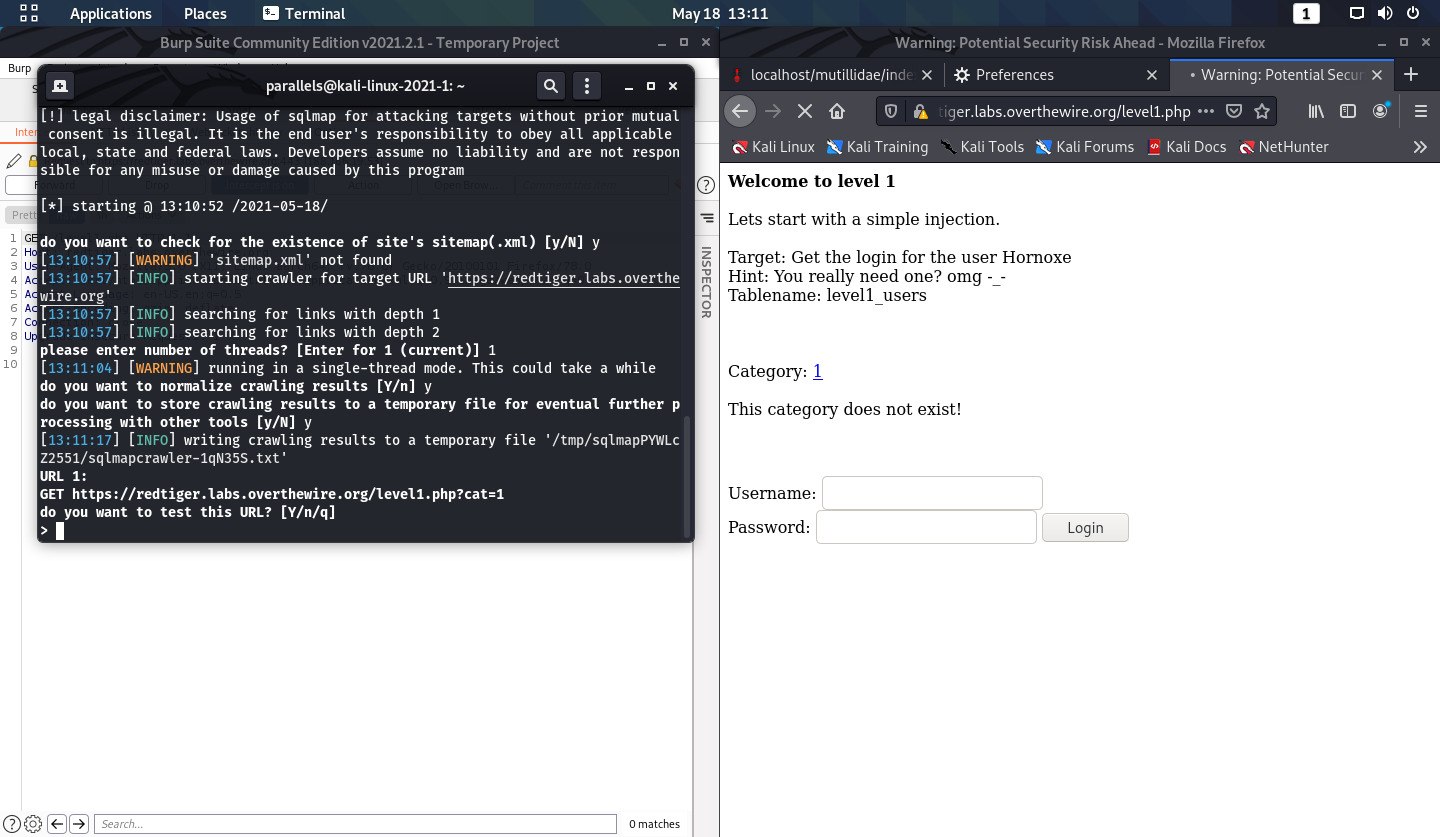 Applications Places Terminal May 18 13:11 1
Burp Suite Community Edition v2021.2.1 - Temporary Project
Warning: Potential Security Risk Ahead - Mozilla Firefox
Burp
parallels@kali-linux-2021-1: ~
[!] legal disclaimer: Usage of sqlmap for attacking targets without prior mutual
consent is illegal. It is the end user's responsibility to obey all applicable
local, state and federal laws. Developers assume no liability and are not respon
sible for any misuse or damage caused by this program
[*] starting @ 13:10:52 /2021-05-18/
do you want to check for the existence of site's sitemap(.xml) [y/N] y
[13:10:57] [WARNING] 'sitemap.xml' not found
[13:10:57] [INFO] starting crawler for target URL 'https://redtiger.labs.overthe
wire.org'
[13:10:57] [INFO] searching for links with depth 1
[13:10:57] [INFO] searching for links with depth 2
please enter number of threads? [Enter for 1 (current)] 1
[13:11:04] [WARNING] running in a single-thread mode. This could take a while
do you want to normalize crawling results [Y/n] y
do you want to store crawling results to a temporary file for eventual further p
rocessing with other tools [y/N] y
[13:11:17] [INFO] writing crawling results to a temporary file '/tmp/sqlmapPYWLc
Z2551/sqlmapcrawler-1qN35S.txt'
URL 1:
GET https://redtiger.labs.overthewire.org/level1.php?cat=1
do you want to test this URL? [Y/n/q]
>
Forward Drop Action Open Brow...
1
2
3
4
5
6
7
8
9
10
INSPECTOR
Search...
0 matches
localhost/mutillidae/inde
Preferences
Warning: Potential Secur
tiger.labs.overthewire.org/level1.php
Kali Linux Kali Training Kali Tools Kali Forums Kali Docs NetHunter
Welcome to level 1
Lets start with a simple injection.
Target: Get the login for the user Hornoxe
Hint: You really need one? omg -_-
Tablename: level1_users
Category: 1
This category does not exist!
Username:
Password: Login